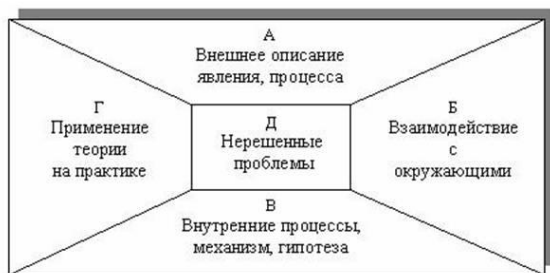 А
Внешнее описание
явления, процесса
Г
Применение
теории
на практике
Д
Нерешенные
проблемы
Б
Взаимодействие
с
окружающими
В
Внутренние процессы,
механизм, гипотеза